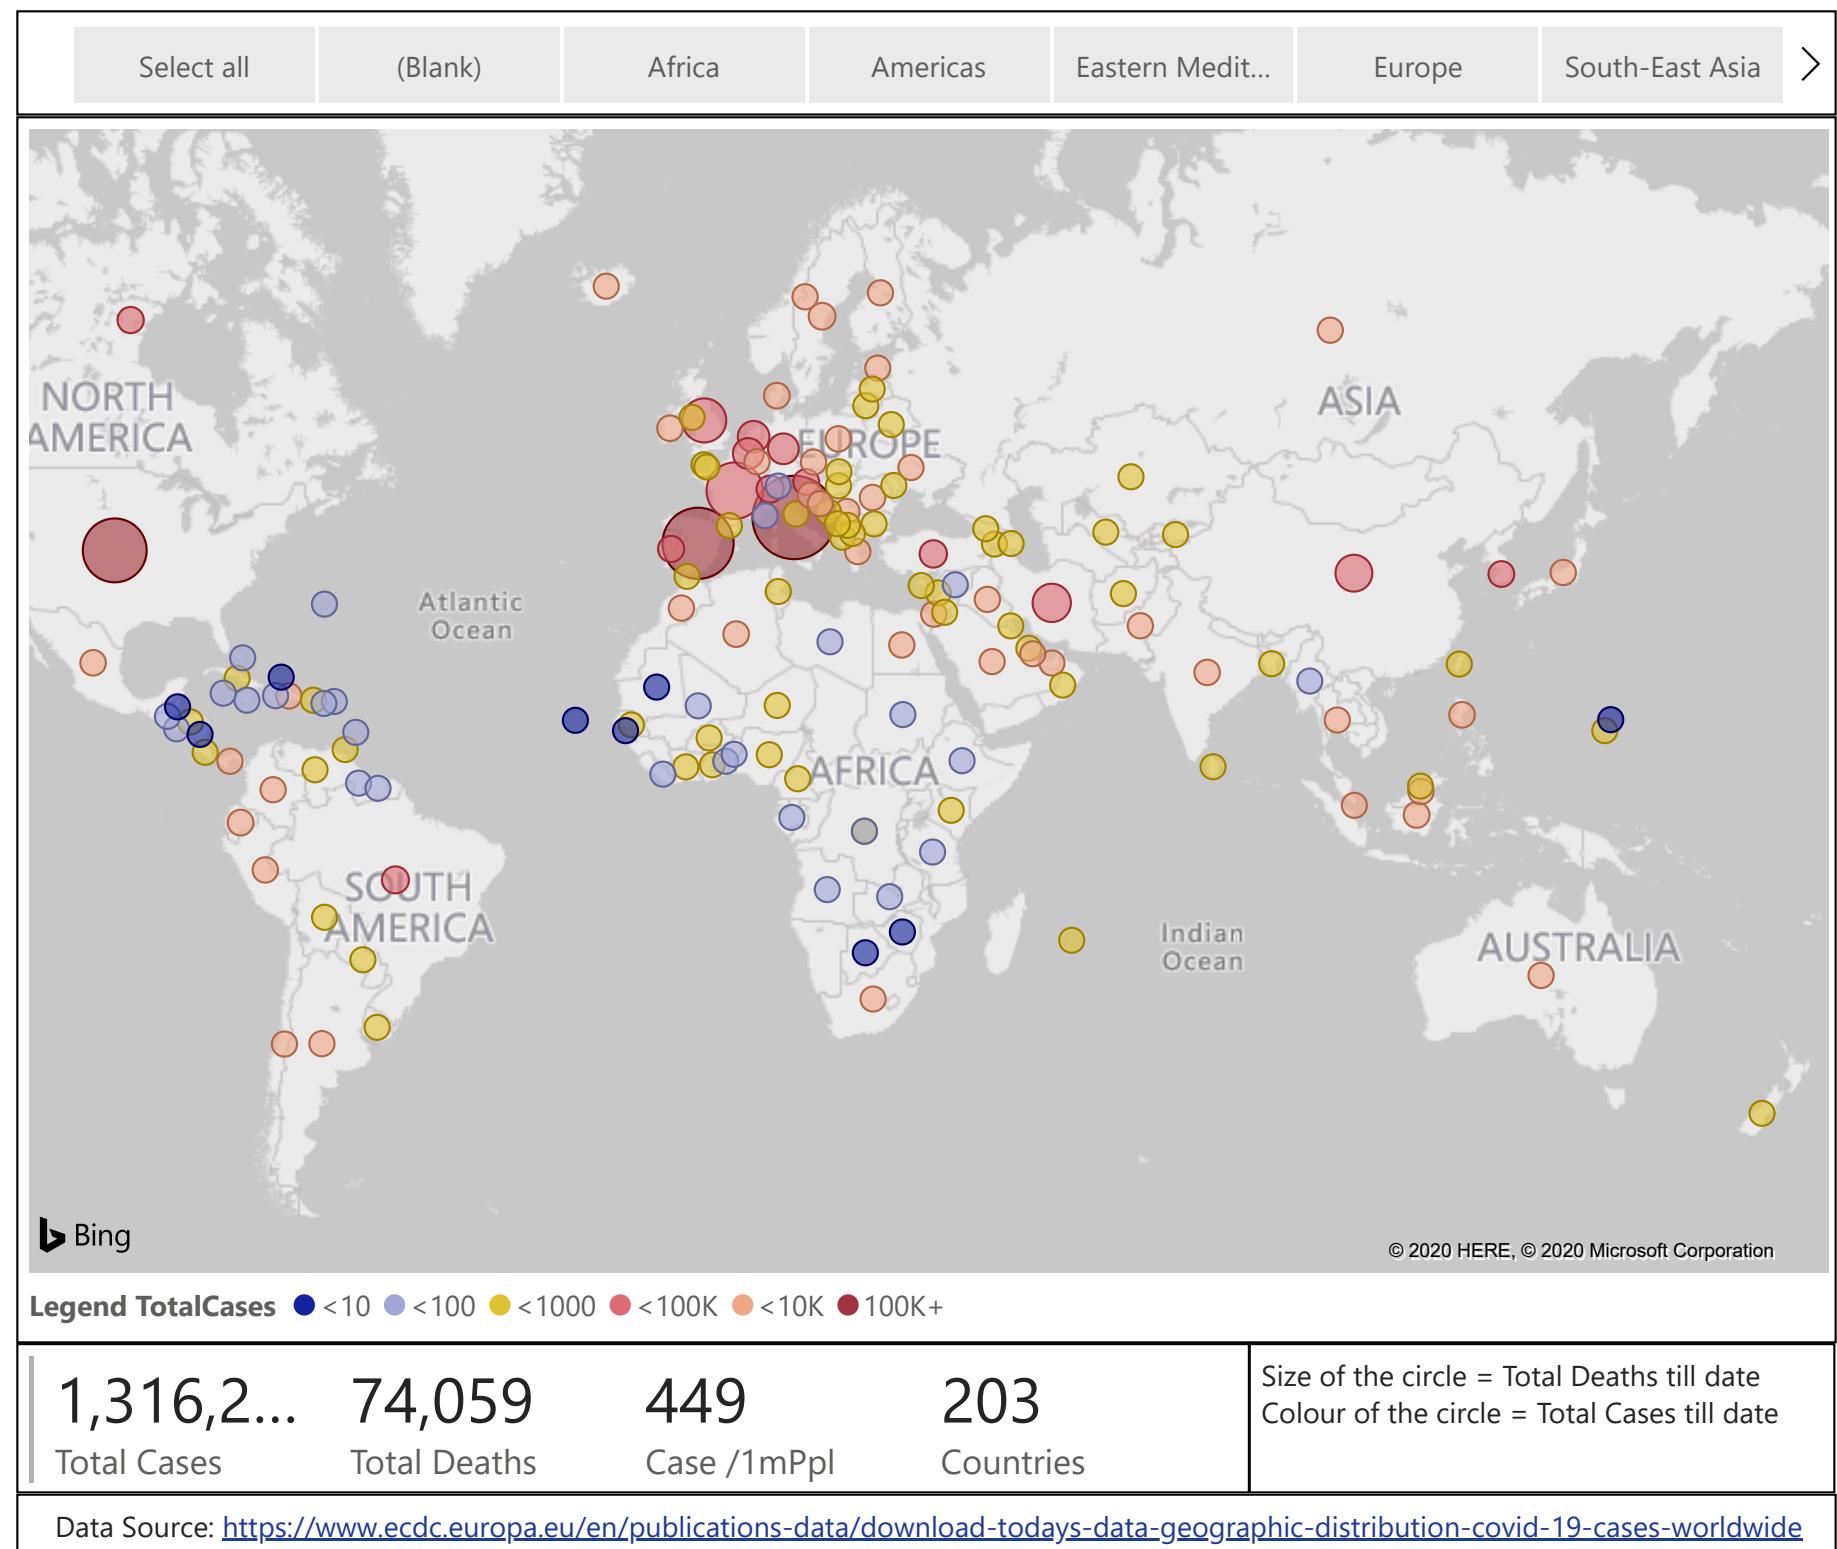 Select all
(Blank)
Africa
Americas
Eastern Medit...
Europe
South-East Asia
NORTH
AMERICA
ASIA
EUROPE
Atlantic
Ocean
AFRICA
SOUTH
AMERICA
Indian
Ocean
AUSTRALIA
Bing
© 2020 HERE, © 2020 Microsoft Corporation
Legend TotalCases <10 <100 <1000 <100K <10K 100K+
1,316,2... 74,059 449 203
Total Cases Total Deaths Case /1mPpl Countries
Size of the circle = Total Deaths till date
Colour of the circle = Total Cases till date
Data Source: https://www.ecdc.europa.eu/en/publications-data/download-todays-data-geographic-distribution-covid-19-cases-worldwide